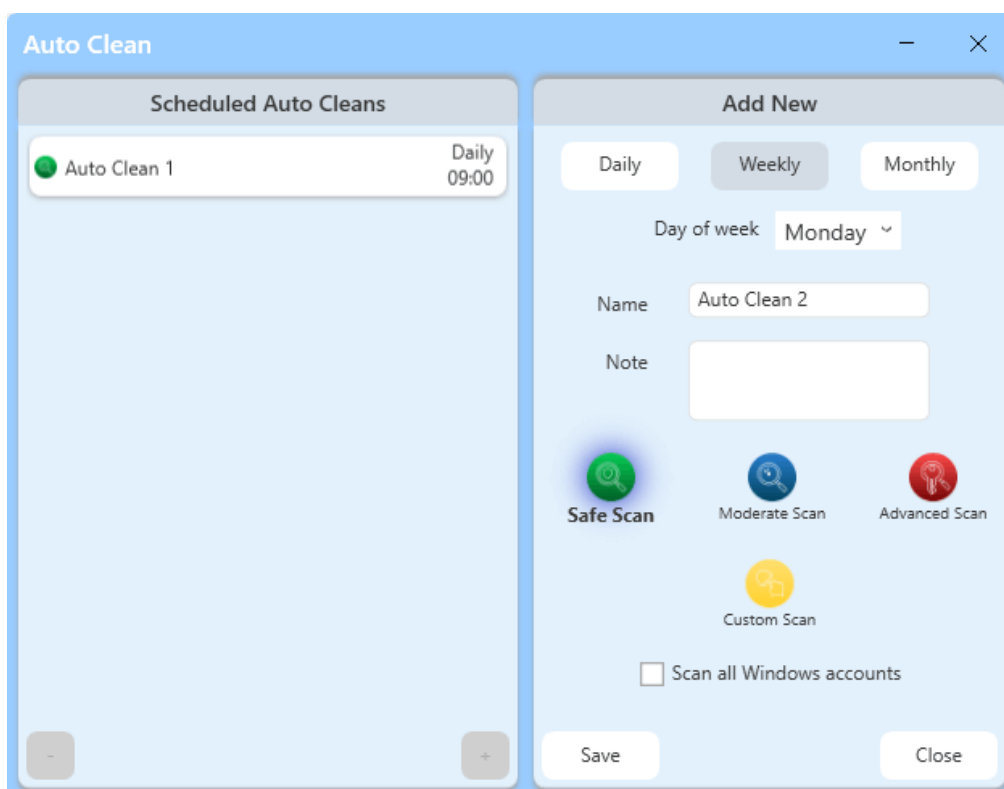 Auto Clean
Scheduled Auto Cleans
Auto Clean 1
Daily
09:00
-
+
Add New
Daily Weekly Monthly
Day of week Monday
Name Auto Clean 2
Note
Safe Scan Moderate Scan Advanced Scan
Custom Scan
Scan all Windows accounts
Save Close